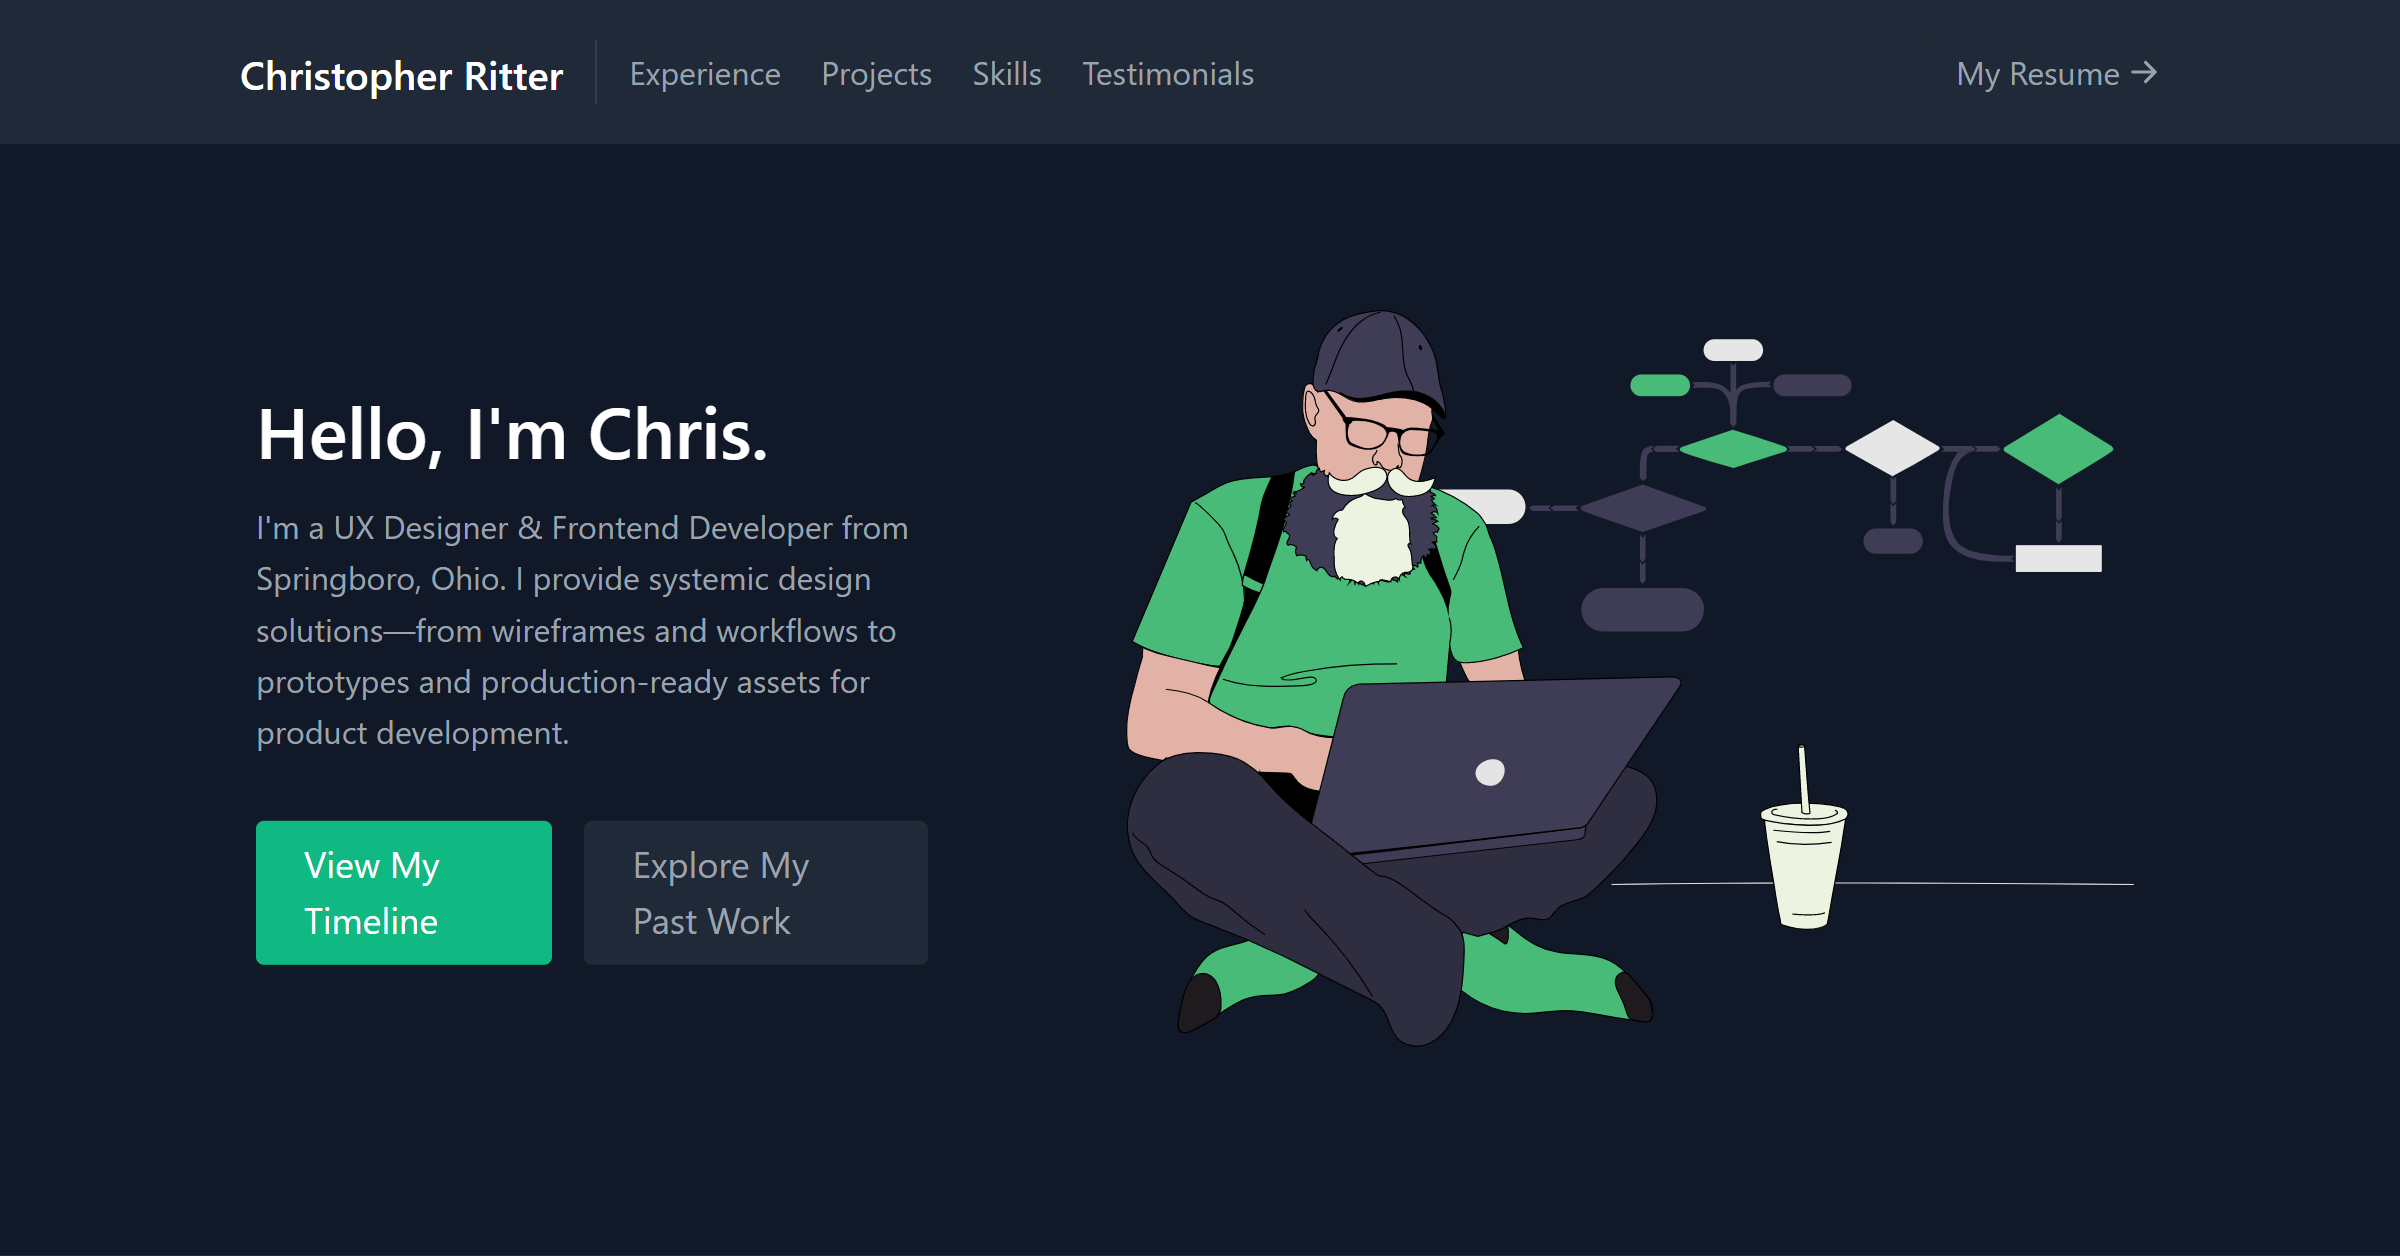 Christopher Ritter
Experience
Projects
Skills
Testimonials
My Resume →
Hello, I'm Chris.
I'm a UX Designer & Frontend Developer from
Springboro, Ohio. I provide systemic design
solutions—from wireframes and workflows to
prototypes and production-ready assets for
product development.
View My
Timeline
Explore My
Past Work